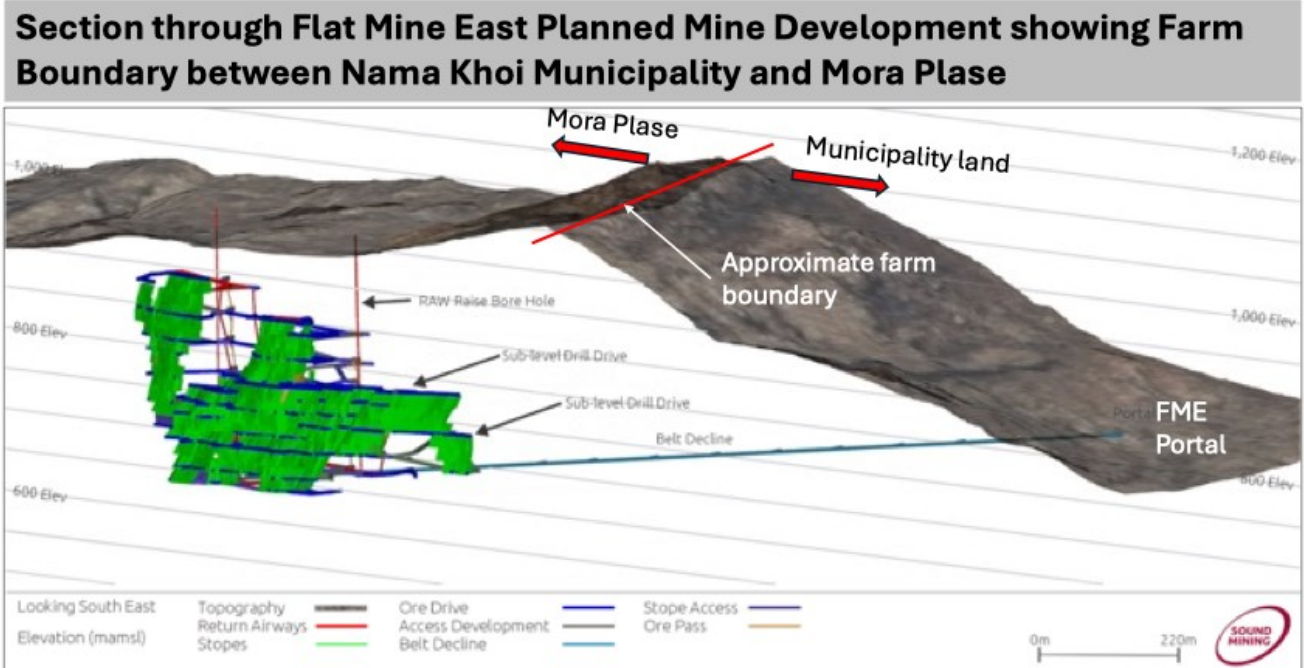 Section through Flat Mine East Planned Mine Development showing Farm
Boundary between Nama Khoi Municipality and Mora Plase
Mora Plase
Municipality land
1,200 Elev
1,000 El
Approximate farm
boundary
RAW Raise Bore Hole
1,000 Elev
800 Elev
Sub-level Drill Drive
Sub-level Drill Drive
Belt Decline
Porta
FME
Portal
800 Elev
600 Elev
Looking South East
Elevation (mamsl)
Topography
Return Airways
Stopes
Ore Drive
Access Development
Belt Decline
Stope Access
Ore Pass
0m
220m
SOUND
MINING